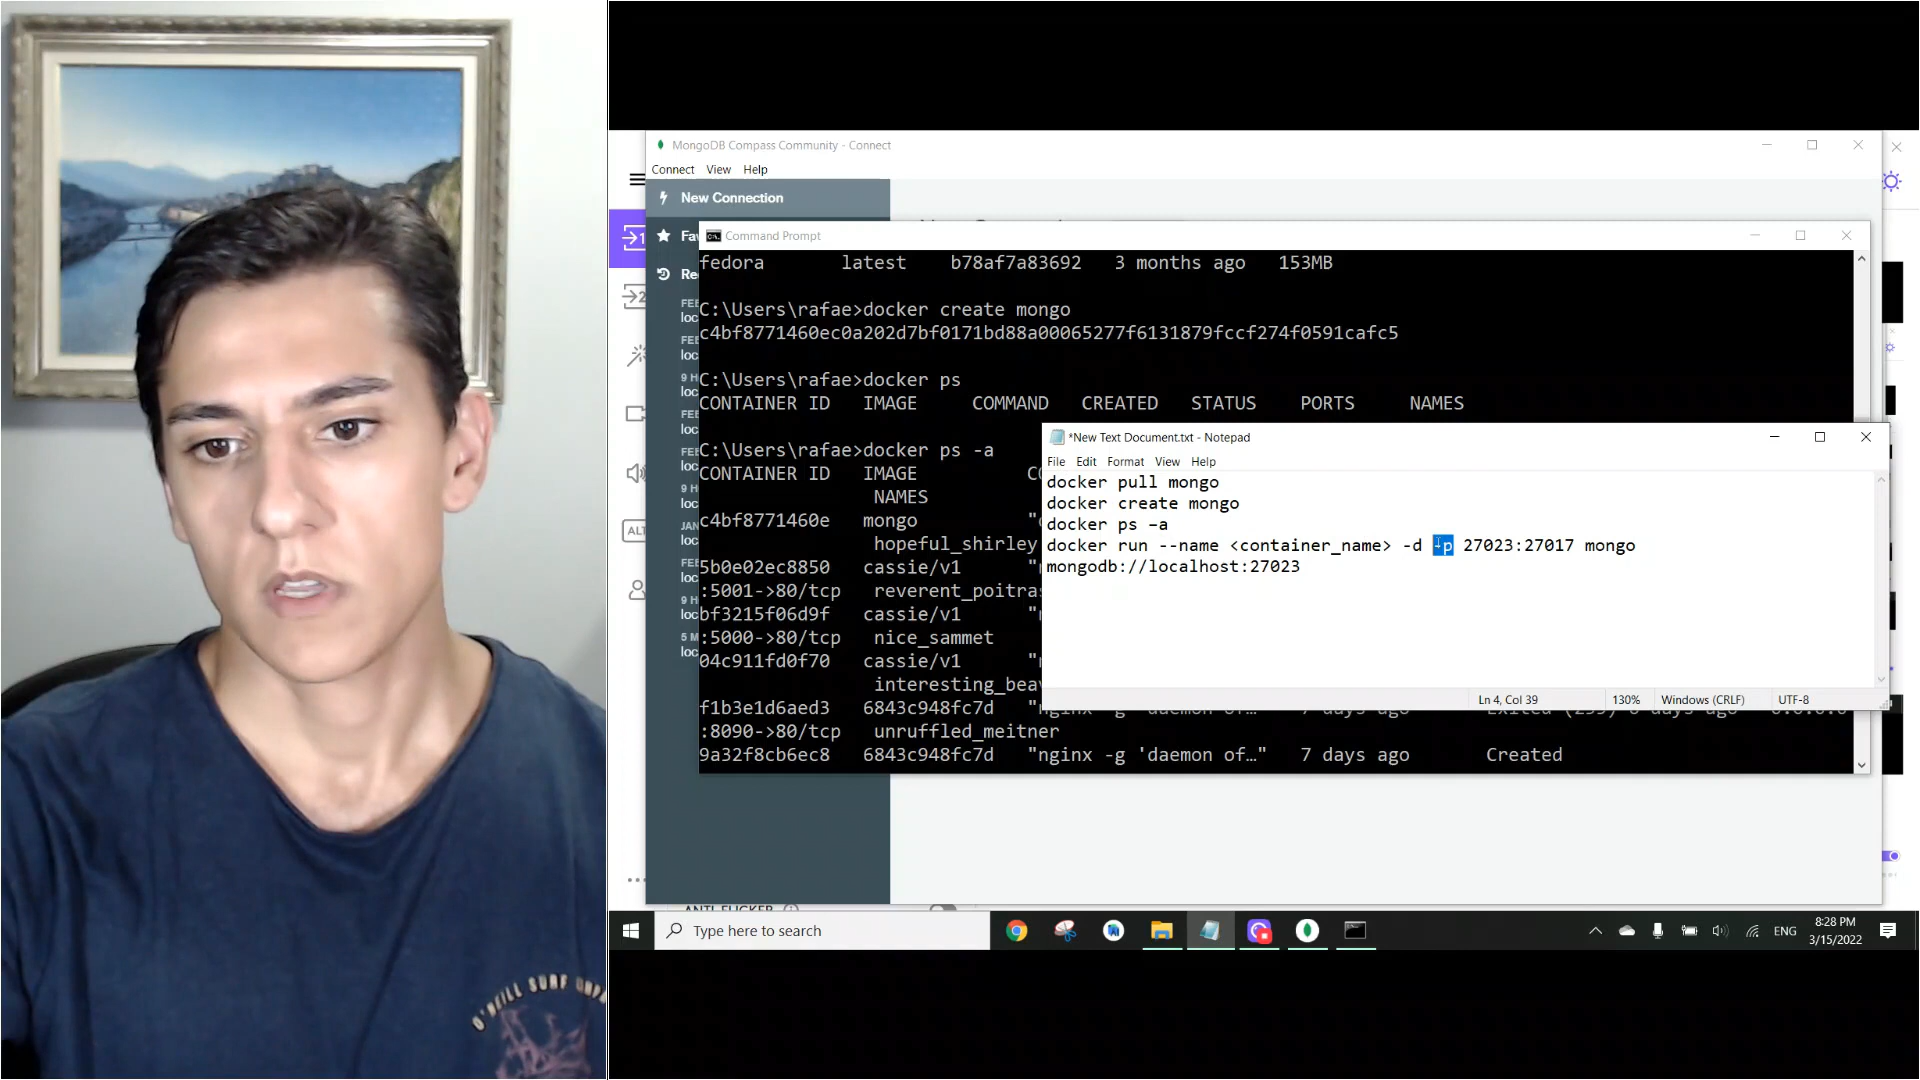 MongoDB Compass Community - Connect
Connect View Help
New Connection
Fa
Command Prompt
Re
fedora latest b78af7a83692 3 months ago 153MB
C:\Users\rafae>docker create mongo
c4bf8771460ec0a202d7bf0171bd88a00065277f6131879fccf274f0591cafc5
C:\Users\rafae>docker ps
CONTAINER ID IMAGE COMMAND CREATED STATUS PORTS NAMES
C:\Users\rafae>docker ps -a
CONTAINER ID IMAGE
NAMES
c4bf8771460e mongo
hopeful_shirley
5b0e02ec8850 cassie/v1
:5001->80/tcp reverent_poitras
bf3215f06d9f cassie/v1
:5000->80/tcp nice_sammet
04c911fd0f70 cassie/v1
interesting_bea
f1b3e1d6aed3 6843c948fc7d
:8090->80/tcp unruffled_meitner
9a32f8cb6ec8 6843c948fc7d "nginx -g 'daemon of…" 7 days ago Created
*New Text Document.txt - Notepad
File Edit Format View Help
docker pull mongo
docker create mongo
docker ps -a
docker run --name <container_name> -d -p 27023:27017 mongo
mongodb://localhost:27023
Ln 4, Col 39 130% Windows (CRLF) UTF-8
Type here to search
ENG
8:28 PM
3/15/2022
O'NEILL SURF